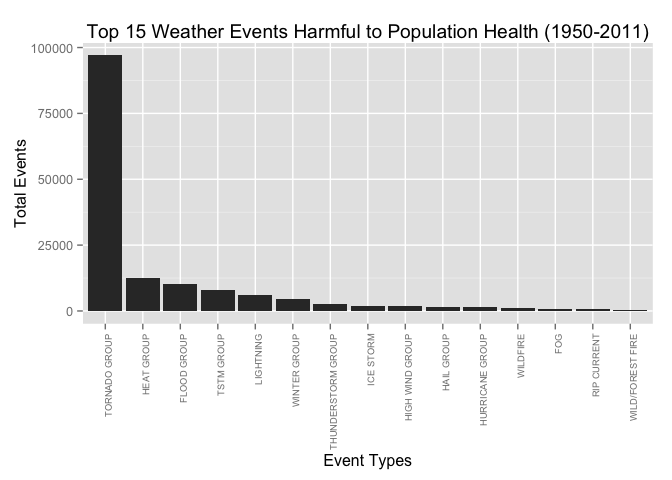 Top 15 Weather Events Harmful to Population Health (1950-2011)
100000
75000
50000
25000
0
Total Events
TORNADO GROUP
HEAT GROUP
FLOOD GROUP
TSTM GROUP
LIGHTNING
WINTER GROUP
THUNDERSTORM GROUP
ICE STORM
HIGH WIND GROUP
HAIL GROUP
HURRICANE GROUP
WILDFIRE
FOG
RIP CURRENT
WILD/FOREST FIRE
Event Types